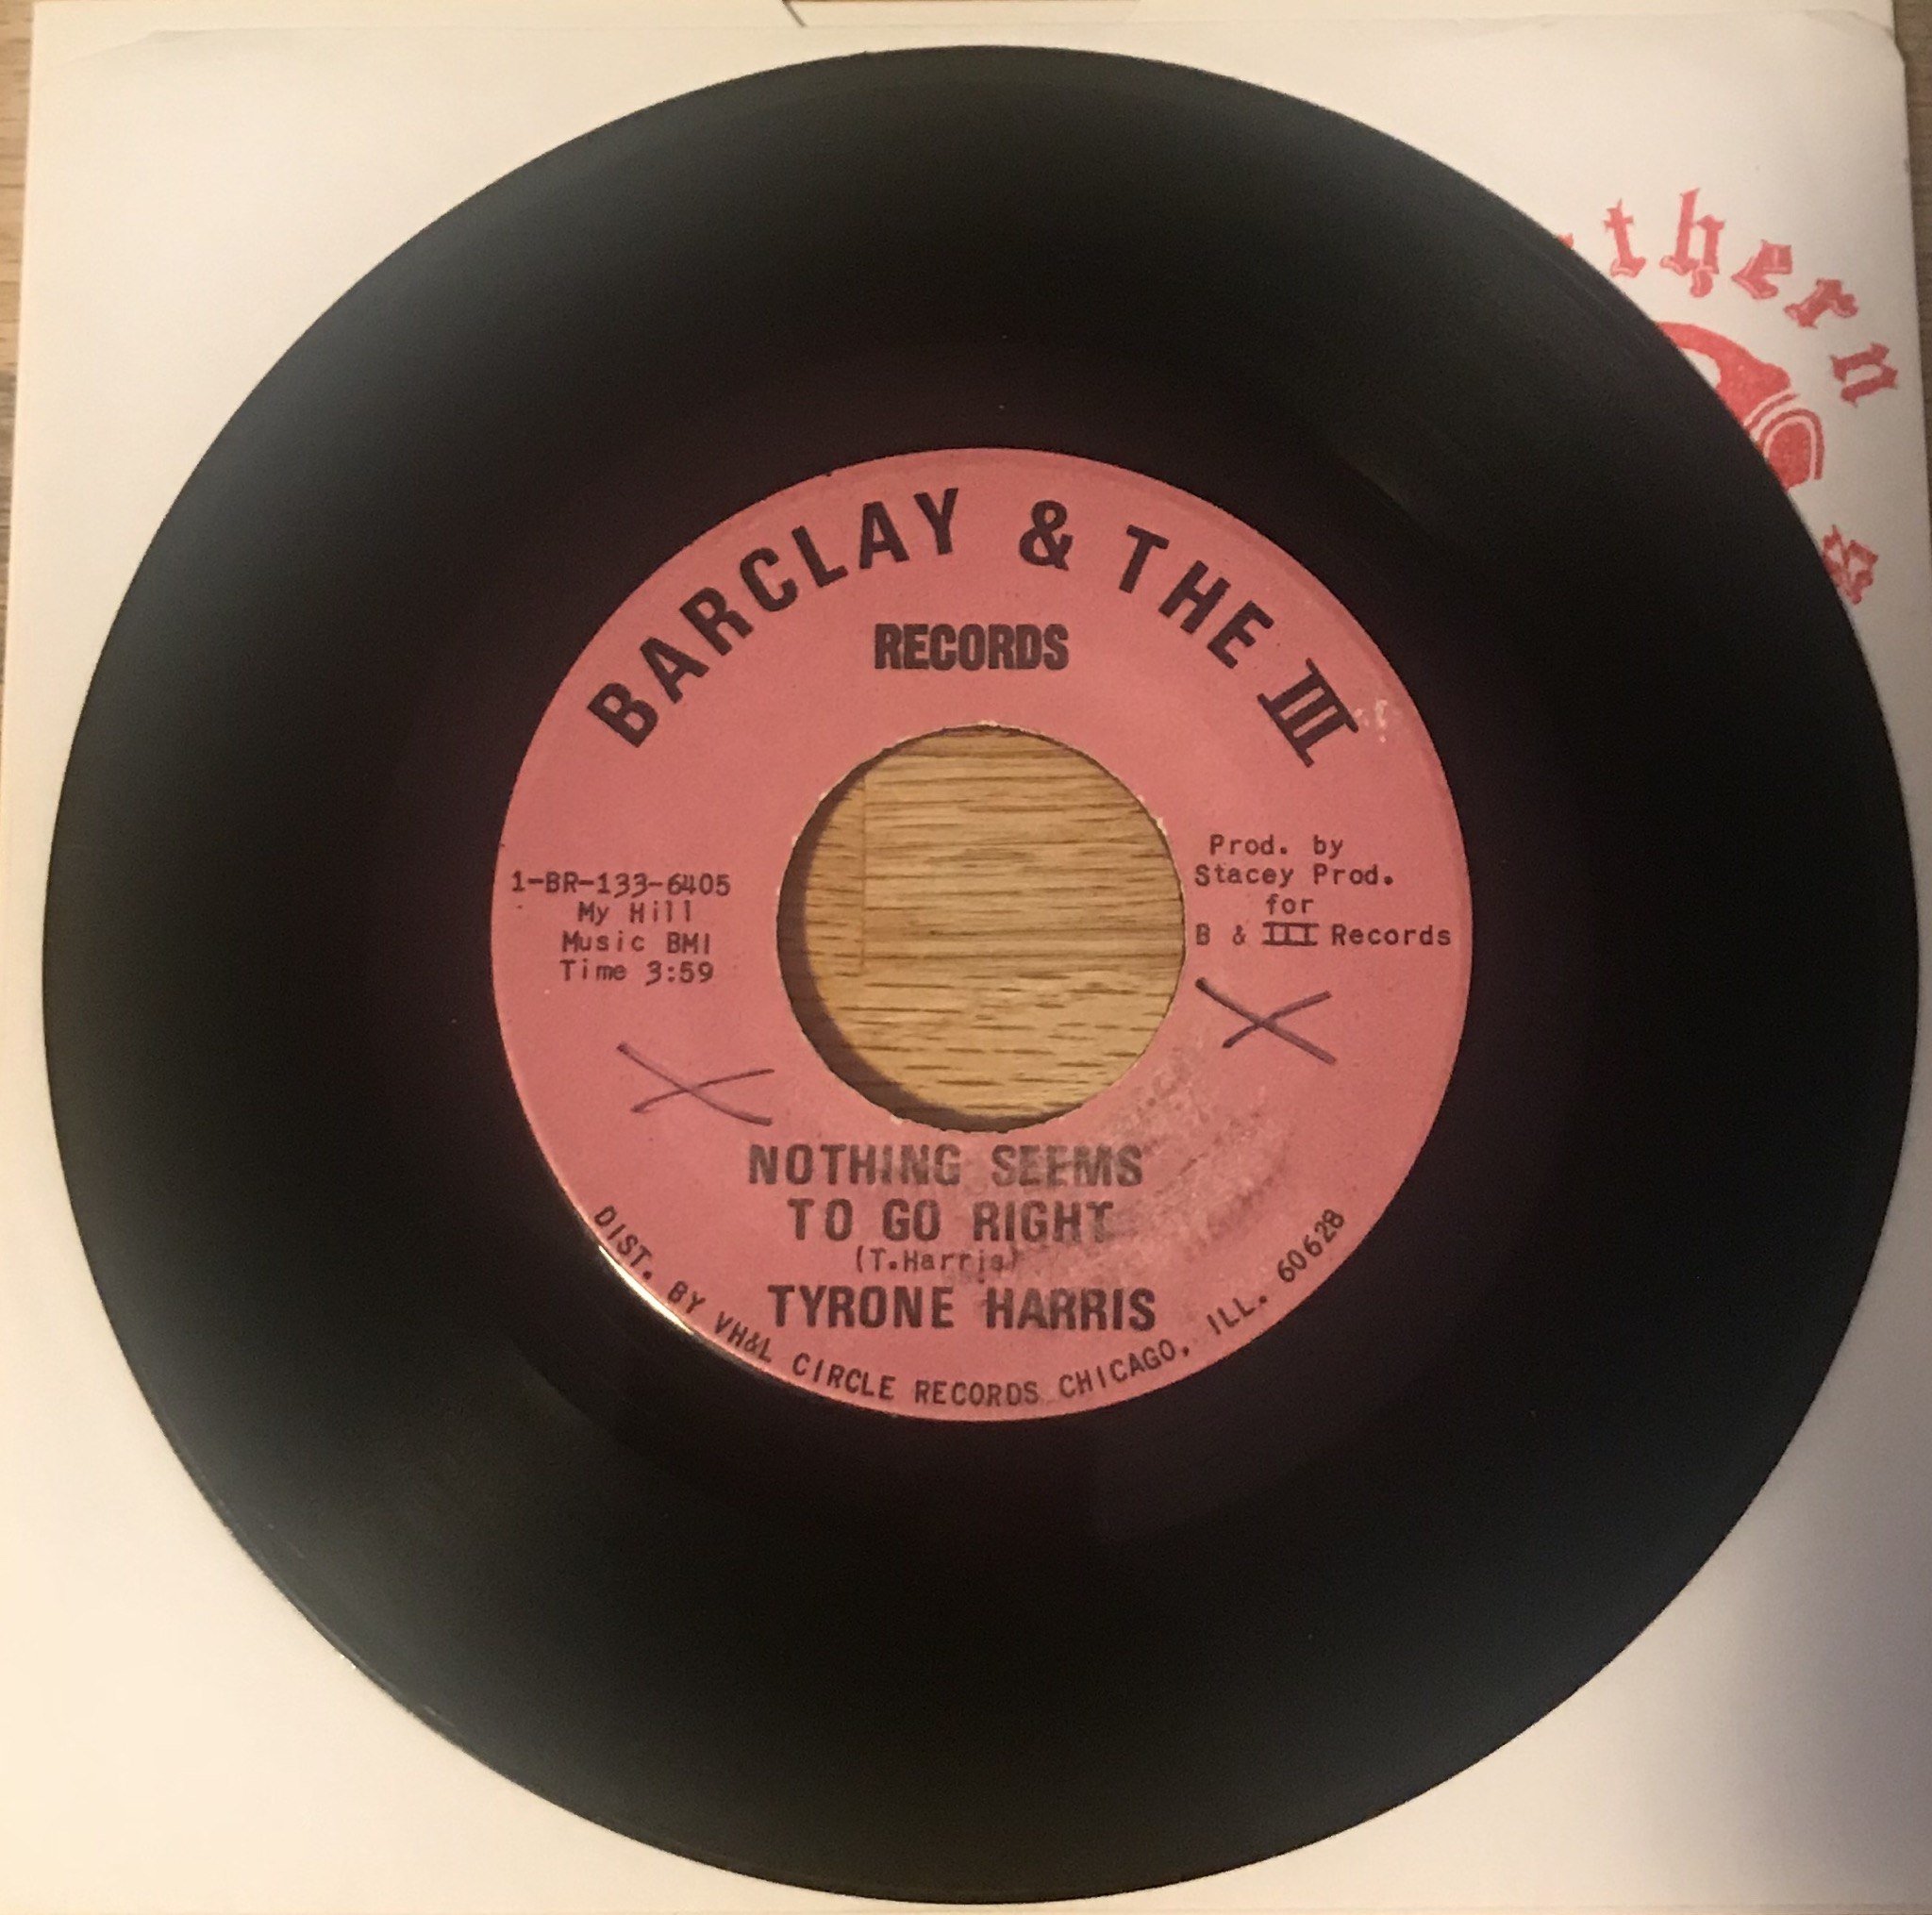 BARCLAY & THE III
RECORDS
1-BR-133-6405
My Hill
Music BMI
Time 3:59
Prod. by
Stacey Prod.
for
B & III Records
NOTHING SEEMS
TO GO RIGHT
(T.Harris)
TYRONE HARRIS
DIST. BY VH&L CIRCLE RECORDS CHICAGO, ILL. 60628
thern